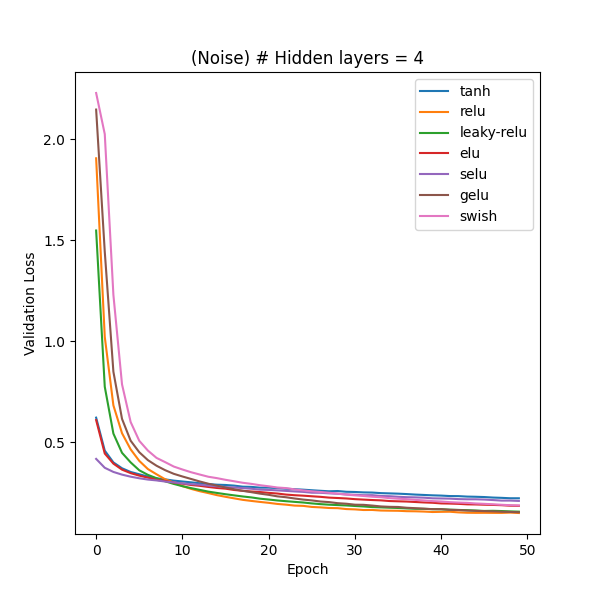 (Noise) # Hidden layers = 4
tanh
relu
leaky-relu
elu
selu
gelu
swish
Validation Loss
2.0
1.5
1.0
0.5
0 10 20 30 40 50
Epoch